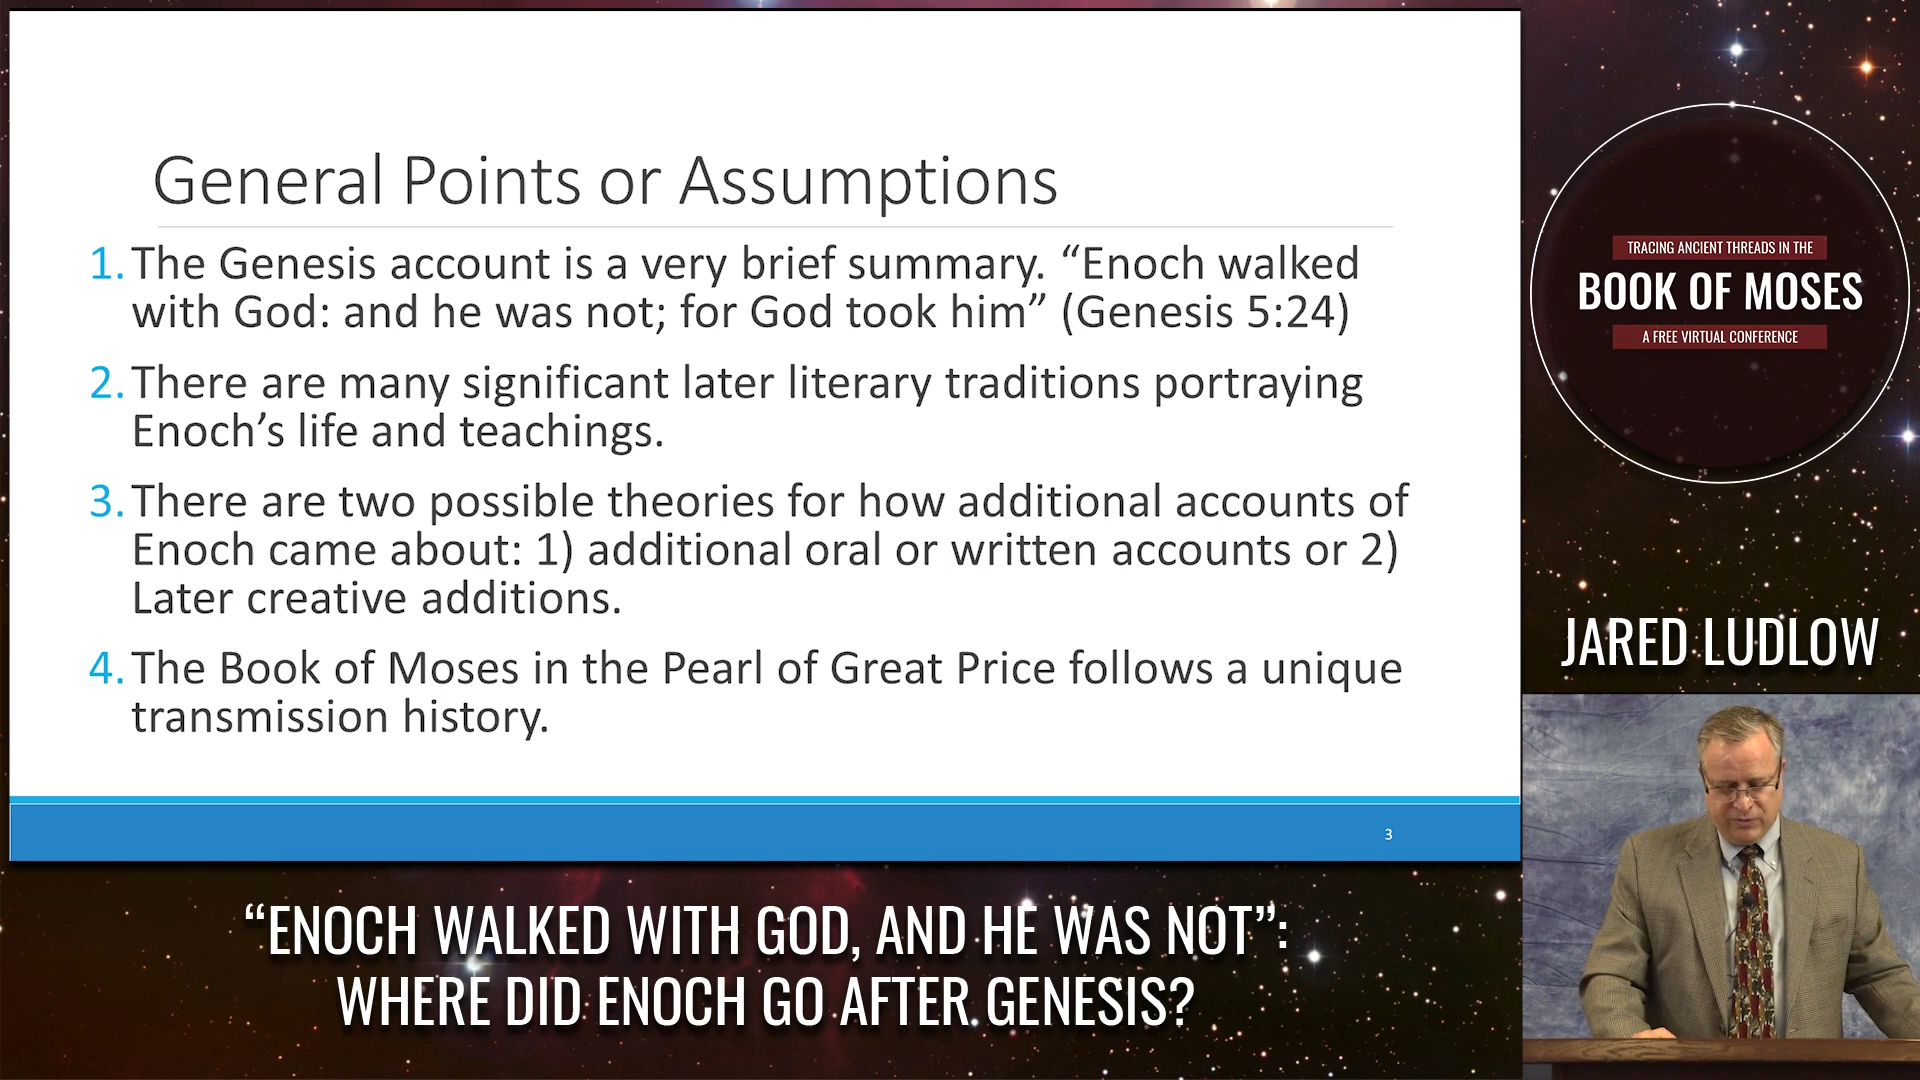 General Points or Assumptions
1. The Genesis account is a very brief summary. “Enoch walked
with God: and he was not; for God took him” (Genesis 5:24)
2. There are many significant later literary traditions portraying
Enoch’s life and teachings.
3. There are two possible theories for how additional accounts of
Enoch came about: 1) additional oral or written accounts or 2)
Later creative additions.
4. The Book of Moses in the Pearl of Great Price follows a unique
transmission history.
3
TRACING ANCIENT THREADS IN THE
BOOK OF MOSES
A FREE VIRTUAL CONFERENCE
JARED LUDLOW
“ENOCH WALKED WITH GOD, AND HE WAS NOT”:
WHERE DID ENOCH GO AFTER GENESIS?